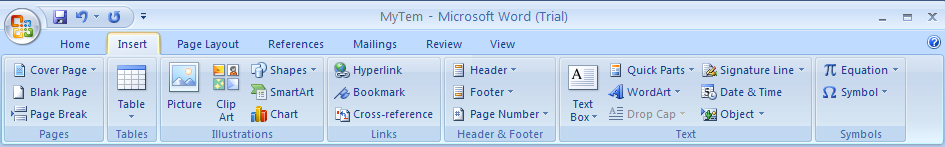 MyTem - Microsoft Word (Trial)
Home Insert Page Layout References Mailings Review View
Cover Page
Blank Page
Page Break
Pages
Table
Tables
Picture
Clip
Art
Shapes
SmartArt
Chart
Illustrations
Hyperlink
Bookmark
Cross-reference
Links
Header
Footer
Page Number
Header & Footer
A
Text
Box
Quick Parts
WordArt
Drop Cap
Signature Line
Date & Time
Object
Text
π Equation
Ω Symbol
Symbols